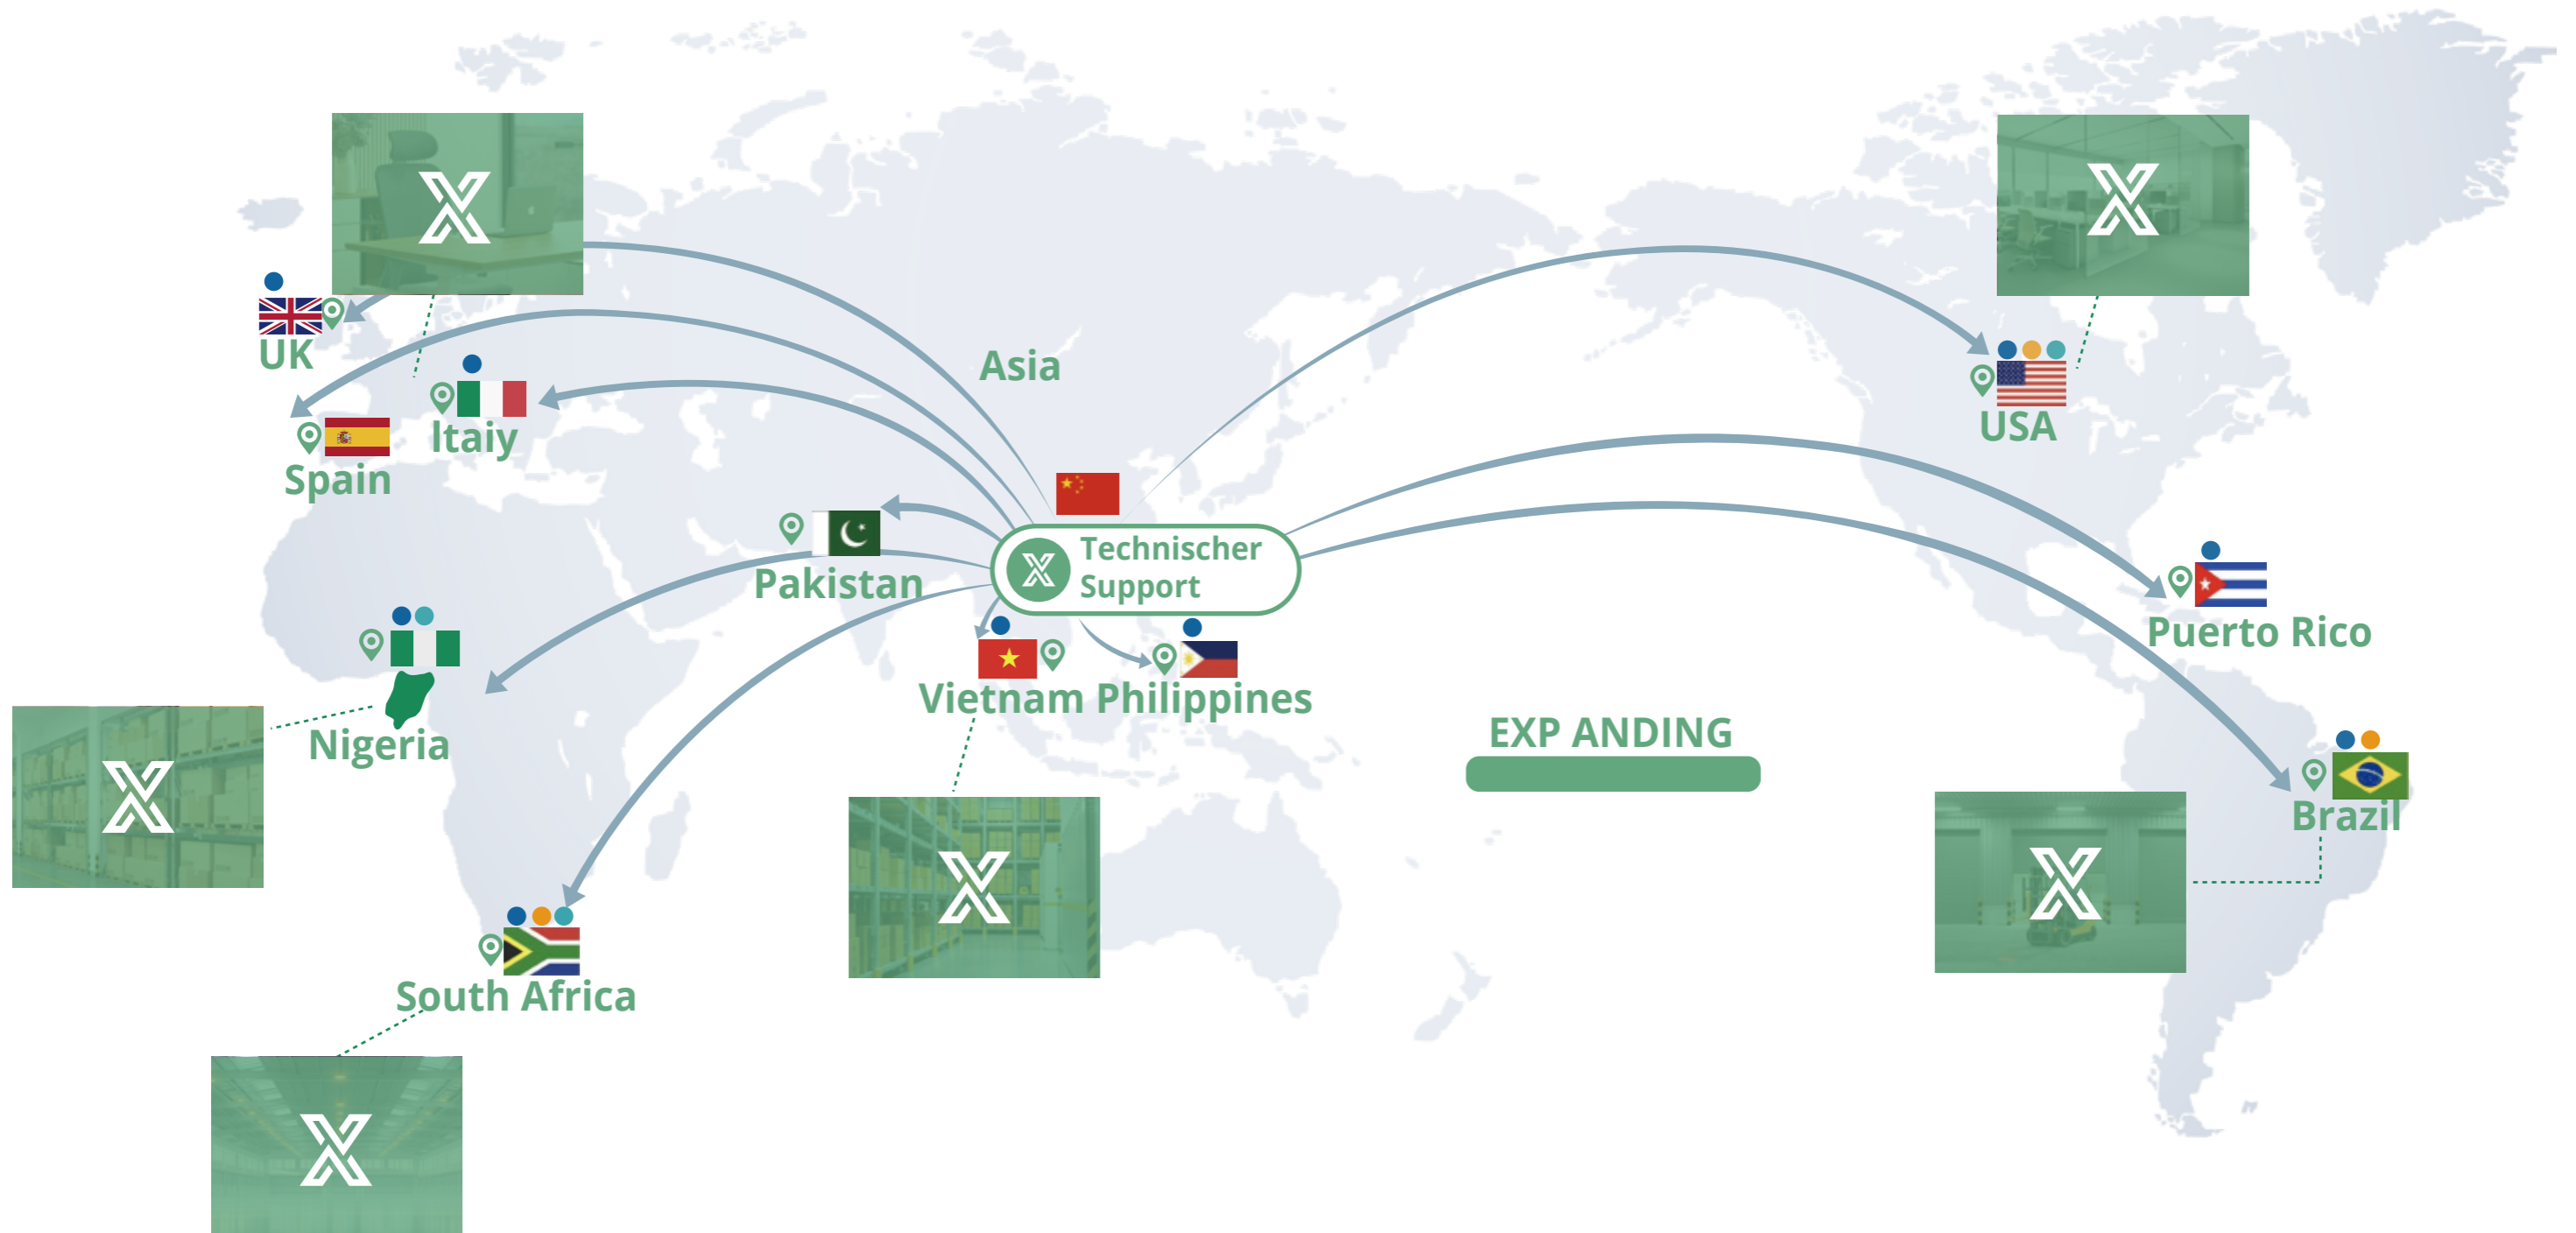 UK
Itaiy
Spain
Asia
USA
Technischer
Support
Pakistan
Puerto Rico
Vietnam
Philippines
Nigeria
EXP ANDING
Brazil
South Africa